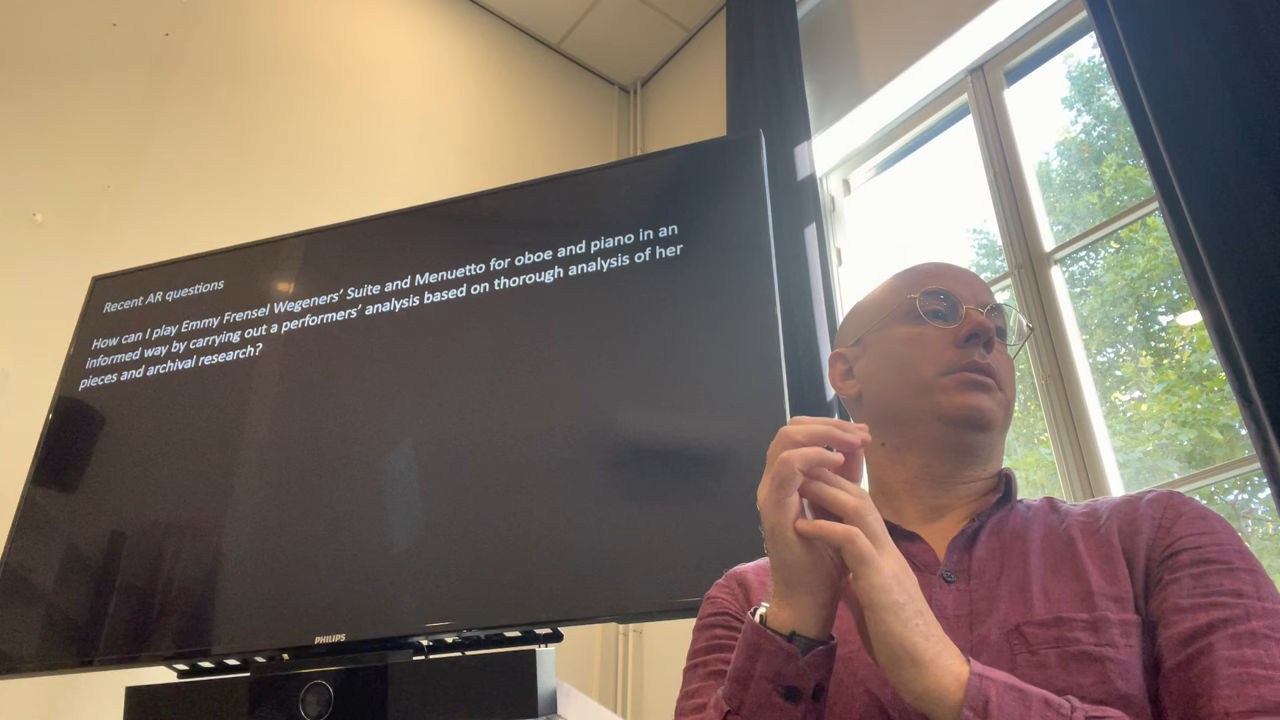 Recent AR questions
How can I play Emmy Frensel Wegeners' Suite and Menuetto for oboe and piano in an
informed way by carrying out a performers' analysis based on thorough analysis of her
pieces and archival research?
PHILIPS